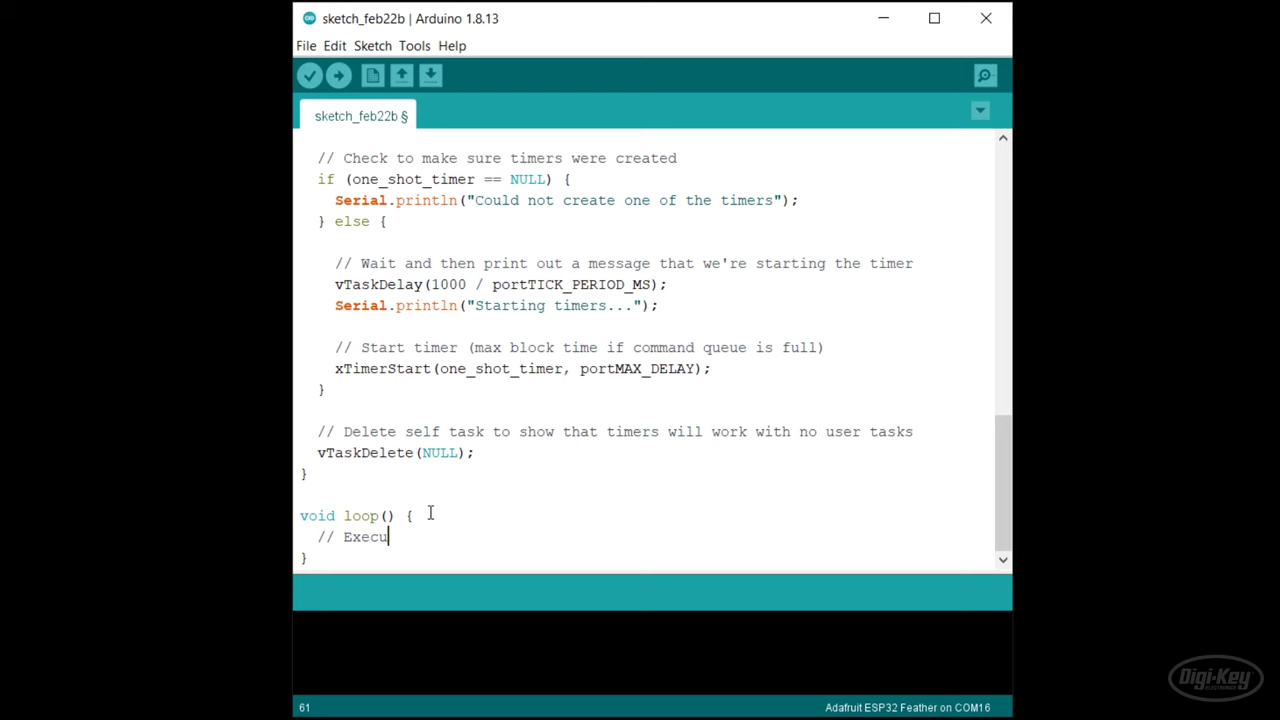 sketch_feb22b | Arduino 1.8.13
File Edit Sketch Tools Help
sketch_feb22b §
// Check to make sure timers were created
if (one_shot_timer == NULL) {
Serial.println("Could not create one of the timers");
} else {
// Wait and then print out a message that we're starting the timer
vTaskDelay(1000 / portTICK_PERIOD_MS);
Serial.println("Starting timers...");
// Start timer (max block time if command queue is full)
xTimerStart(one_shot_timer, portMAX_DELAY);
}
// Delete self task to show that timers will work with no user tasks
vTaskDelete(NULL);
}
void loop() {
// Execu
}
61
Adafruit ESP32 Feather on COM16
Digi-Key
ELECTRONICS